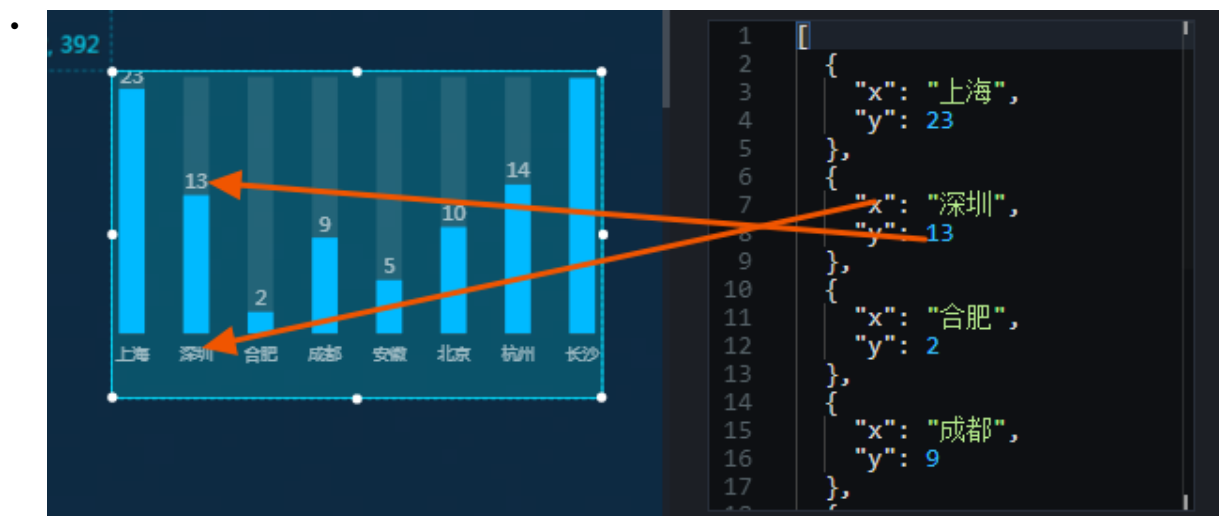 , 392
23
13
2
9
5
10
14
上海
深圳
合肥
成都
安徽
北京
杭州
长沙
1 [
2 {
3 "x": "上海",
4 "y": 23
5 },
6 {
7 "x": "深圳",
8 "y": 13
9 },
10 {
11 "x": "合肥",
12 "y": 2
13 },
14 {
15 "x": "成都",
16 "y": 9
17 },